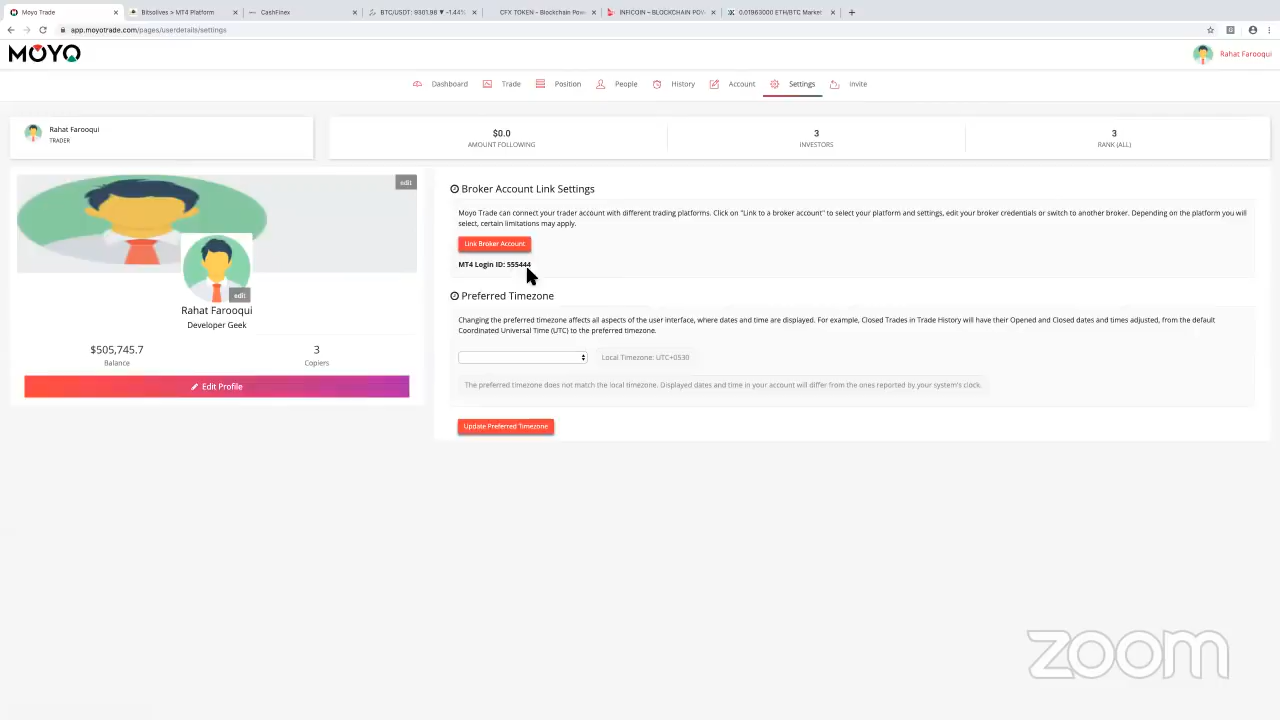 Moyo Trade
Bitsolives > MT4 Platform
CashFinex
BTC/USDT: 9301.98 ▼ -1.44%
CFX TOKEN – Blockchain Pow
INFICOIN – BLOCKCHAIN POW
0.01963000 ETH/BTC Market
app.moyotrade.com/pages/userdetails/settings
MOYO
Rahat Farooqui
Dashboard
Trade
Position
People
History
Account
Settings
Invite
Rahat Farooqui
TRADER
$0.0
AMOUNT FOLLOWING
3
INVESTORS
3
RANK (ALL)
edit
edit
Rahat Farooqui
Developer Geek
$505,745.7
Balance
3
Copiers
Edit Profile
Broker Account Link Settings
Moyo Trade can connect your trader account with different trading platforms. Click on "Link to a broker account" to select your platform and settings, edit your broker credentials or switch to another broker. Depending on the platform you will
select, certain limitations may apply.
Link Broker Account
MT4 Login ID: 555444
Preferred Timezone
Changing the preferred timezone affects all aspects of the user interface, where dates and time are displayed. For example, Closed Trades in Trade History will have their Opened and Closed dates and times adjusted, from the default
Coordinated Universal Time (UTC) to the preferred timezone.
Local Timezone: UTC+0530
The preferred timezone does not match the local timezone. Displayed dates and time in your account will differ from the ones reported by your system's clock.
Update Preferred Timezone
zoom